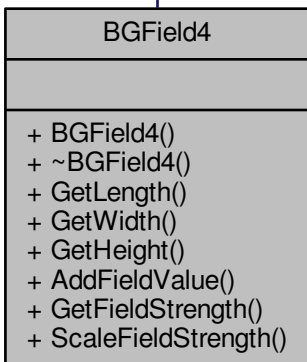 BGField4
+ BGField4()
+ ~BGField4()
+ GetLength()
+ GetWidth()
+ GetHeight()
+ AddFieldValue()
+ GetFieldStrength()
+ ScaleFieldStrength()